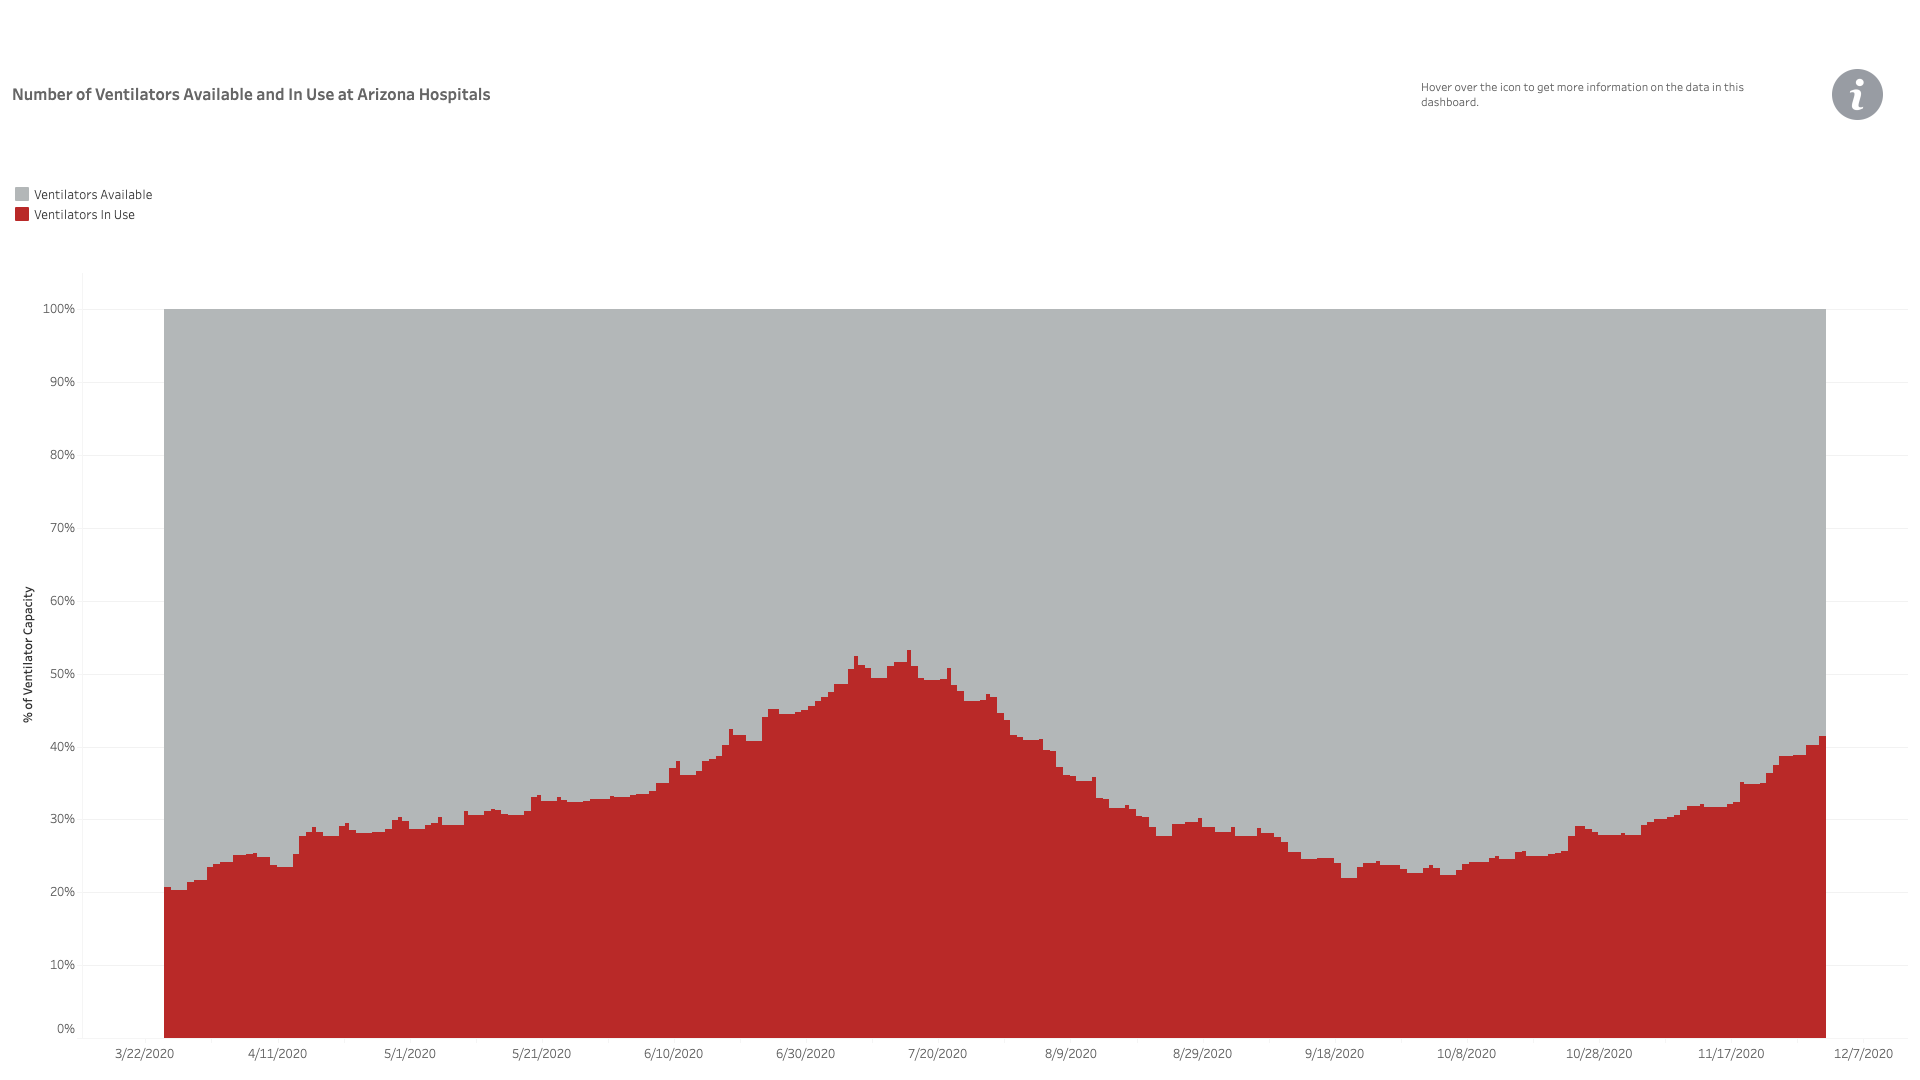 Number of Ventilators Available and In Use at Arizona Hospitals
Hover over the icon to get more information on the data in this
dashboard.
i
Ventilators Available
Ventilators In Use
% of Ventilator Capacity
100%
90%
80%
70%
60%
50%
40%
30%
20%
10%
0%
3/22/2020 4/11/2020 5/1/2020 5/21/2020 6/10/2020 6/30/2020 7/20/2020 8/9/2020 8/29/2020 9/18/2020 10/8/2020 10/28/2020 11/17/2020 12/7/2020